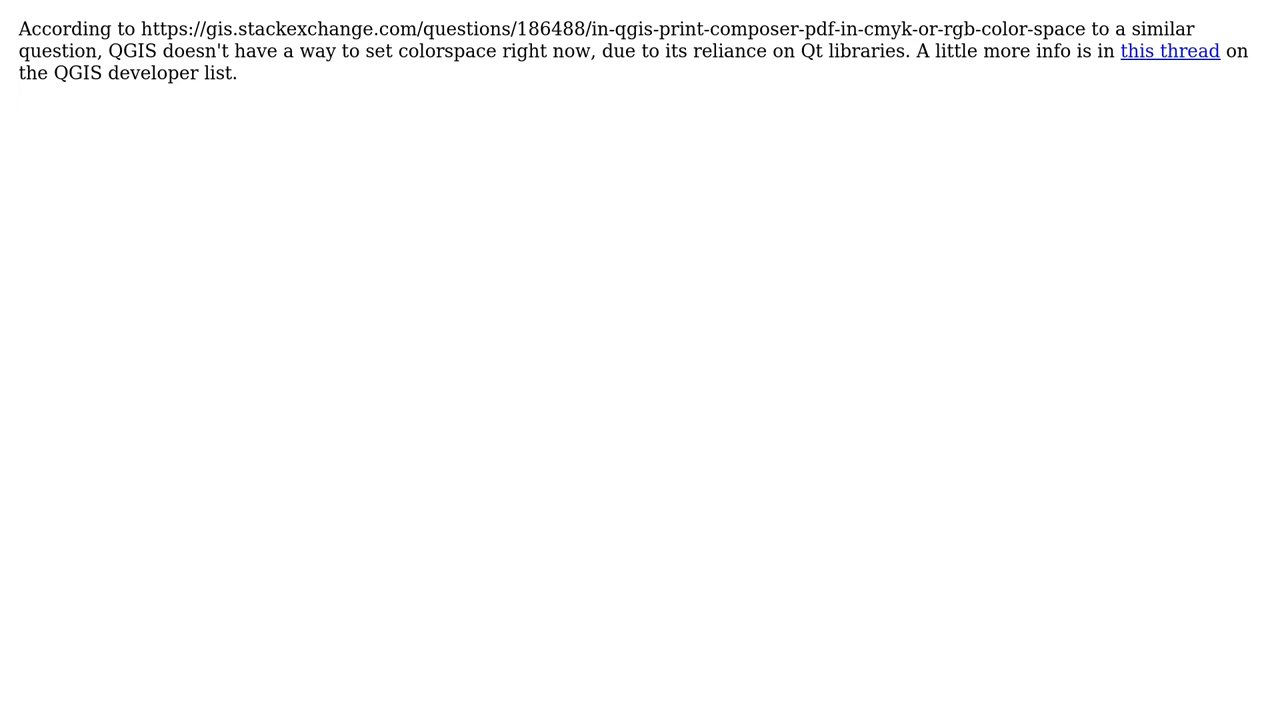 According to https://gis.stackexchange.com/questions/186488/in-qgis-print-composer-pdf-in-cmyk-or-rgb-color-space to a similar
question, QGIS doesn't have a way to set colorspace right now, due to its reliance on Qt libraries. A little more info is in this thread on
the QGIS developer list.